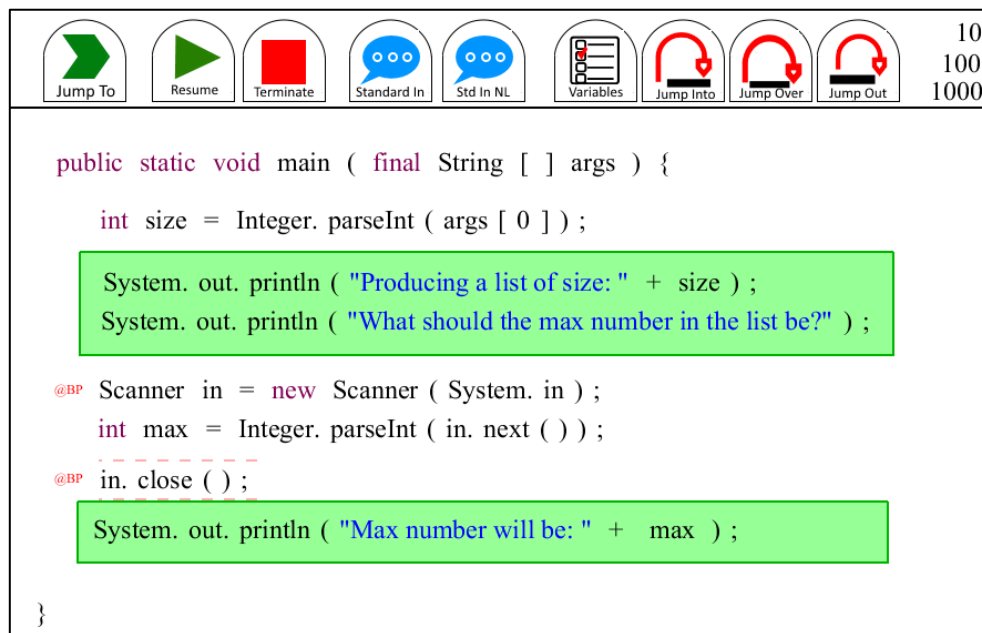 Jump To Resume Terminate Standard In Std In NL Variables Jump Into Jump Over Jump Out
10
100
1000
public static void main ( final String [ ] args ) {
int size = Integer. parseInt ( args [ 0 ] ) ;
System. out. println ( "Producing a list of size: " + size ) ;
System. out. println ( "What should the max number in the list be?" ) ;
@BP Scanner in = new Scanner ( System. in ) ;
int max = Integer. parseInt ( in. next ( ) ) ;
@BP in. close ( ) ;
System. out. println ( "Max number will be: " + max ) ;
}